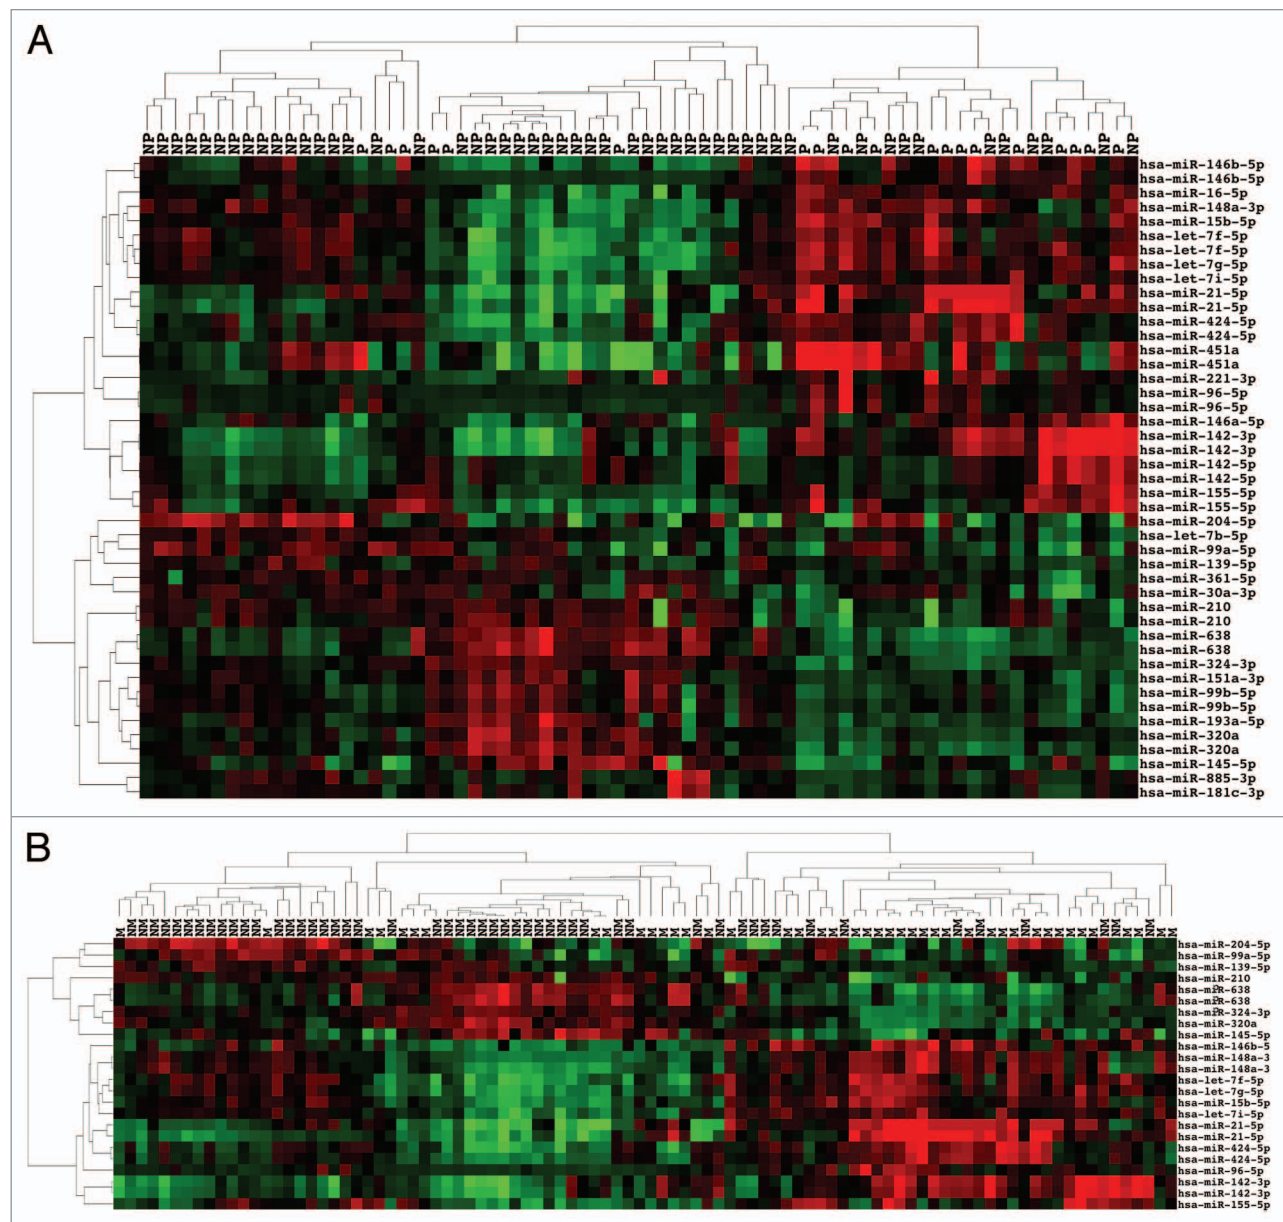 A
NP NP NP NP NP NP NP NP NP NP NP NP NP NP NP P NP P P NP P P NP NP NP NP NP NP NP NP NP NP NP P NP NP NP NP NP NP NP NP NP NP NP NP P P NP P NP P NP NP NP P P P P NP NP P NP NP P P P NP P NP
hsa-miR-146b-5p
hsa-miR-146b-5p
hsa-miR-16-5p
hsa-miR-148a-3p
hsa-miR-15b-5p
hsa-let-7f-5p
hsa-let-7f-5p
hsa-let-7g-5p
hsa-let-7i-5p
hsa-miR-21-5p
hsa-miR-21-5p
hsa-miR-424-5p
hsa-miR-424-5p
hsa-miR-451a
hsa-miR-451a
hsa-miR-221-3p
hsa-miR-96-5p
hsa-miR-96-5p
hsa-miR-146a-5p
hsa-miR-142-3p
hsa-miR-142-3p
hsa-miR-142-5p
hsa-miR-142-5p
hsa-miR-155-5p
hsa-miR-155-5p
hsa-miR-204-5p
hsa-let-7b-5p
hsa-miR-99a-5p
hsa-miR-139-5p
hsa-miR-361-5p
hsa-miR-30a-3p
hsa-miR-210
hsa-miR-210
hsa-miR-638
hsa-miR-638
hsa-miR-324-3p
hsa-miR-151a-3p
hsa-miR-99b-5p
hsa-miR-99b-5p
hsa-miR-193a-5p
hsa-miR-320a
hsa-miR-320a
hsa-miR-145-5p
hsa-miR-885-3p
hsa-miR-181c-3p
B
hsa-miR-204-5p
hsa-miR-99a-5p
hsa-miR-139-5p
hsa-miR-210
hsa-miR-638
hsa-miR-638
hsa-miR-324-3p
hsa-miR-320a
hsa-miR-145-5p
hsa-miR-146b-5
hsa-miR-148a-3
hsa-miR-148a-3
hsa-let-7f-5p
hsa-let-7g-5p
hsa-miR-15b-5p
hsa-let-7i-5p
hsa-miR-21-5p
hsa-miR-21-5p
hsa-miR-424-5p
hsa-miR-424-5p
hsa-miR-96-5p
hsa-miR-142-3p
hsa-miR-142-3p
hsa-miR-155-5p